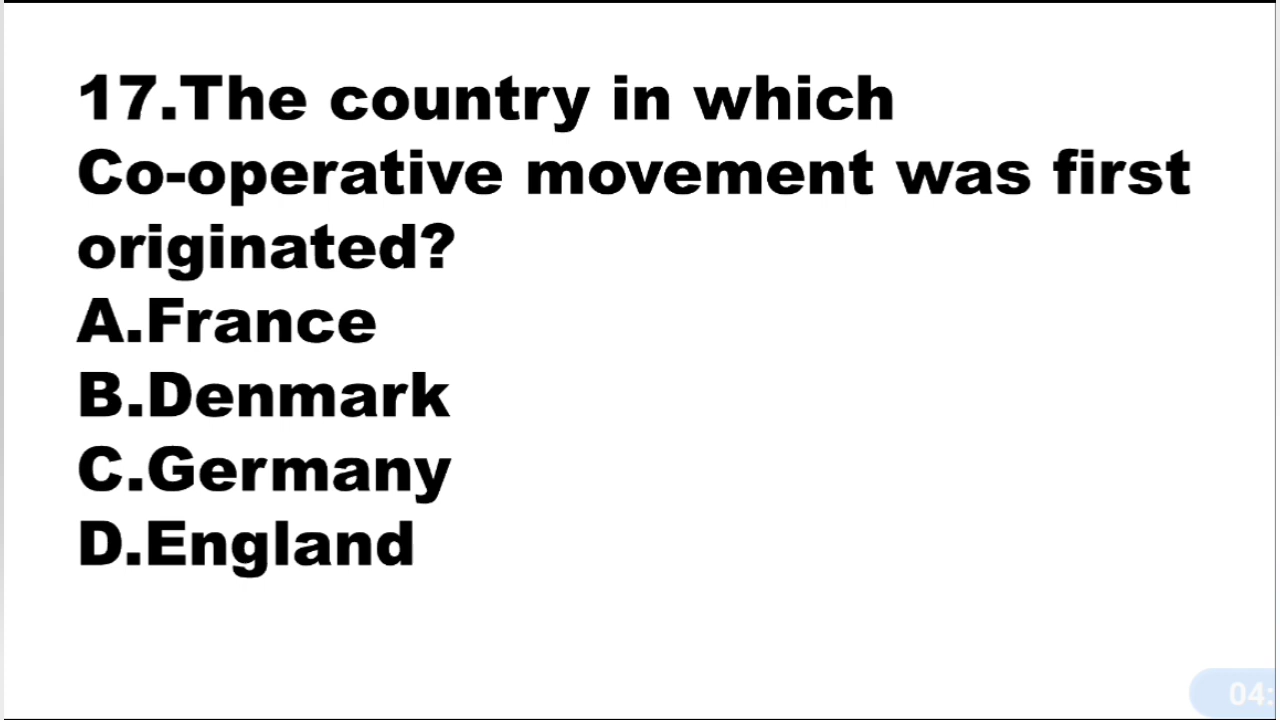 17.The country in which
Co-operative movement was first
originated?
A.France
B.Denmark
C.Germany
D.England
04: